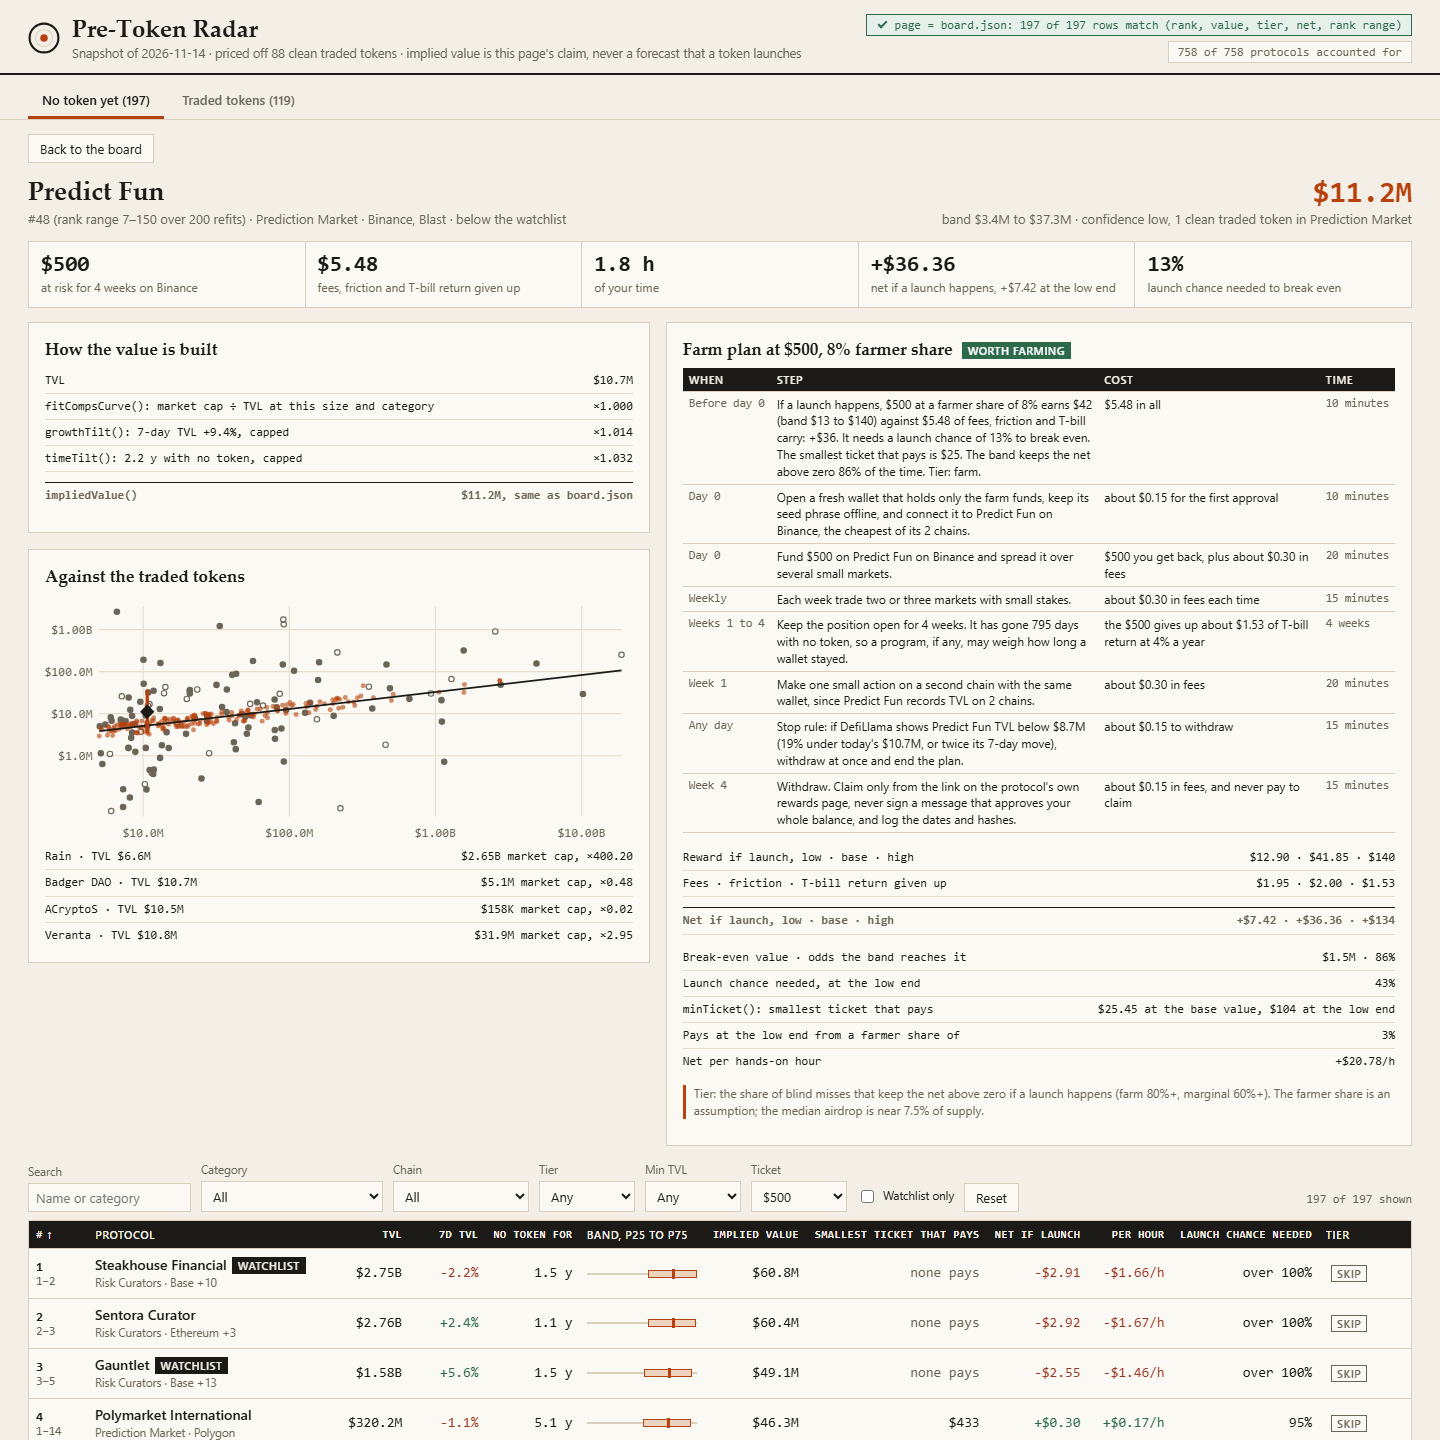 Pre-Token Radar
Snapshot of 2026-11-14 · priced off 88 clean traded tokens · implied value is this page's claim, never a forecast that a token launches
✓ page = board.json: 197 of 197 rows match (rank, value, tier, net, rank range)
758 of 758 protocols accounted for
No token yet (197) Traded tokens (119)
Back to the board
Predict Fun
$11.2M
#48 (rank range 7–150 over 200 refits) · Prediction Market · Binance, Blast · below the watchlist
band $3.4M to $37.3M · confidence low, 1 clean traded token in Prediction Market
$500
at risk for 4 weeks on Binance
$5.48
fees, friction and T-bill return given up
1.8 h
of your time
+$36.36
net if a launch happens, +$7.42 at the low end
13%
launch chance needed to break even
How the value is built
TVL $10.7M
fitCompsCurve(): market cap ÷ TVL at this size and category ×1.000
growthTilt(): 7-day TVL +9.4%, capped ×1.014
timeTilt(): 2.2 y with no token, capped ×1.032
impliedValue() $11.2M, same as board.json
Against the traded tokens
$1.00B
$100.0M
$10.0M
$1.0M
$10.0M $100.0M $1.00B $10.00B
Rain · TVL $6.6M $2.65B market cap, ×400.20
Badger DAO · TVL $10.7M $5.1M market cap, ×0.48
ACryptoS · TVL $10.5M $158K market cap, ×0.02
Veranta · TVL $10.8M $31.9M market cap, ×2.95
Farm plan at $500, 8% farmer share WORTH FARMING
WHEN STEP COST TIME
Before day 0 If a launch happens, $500 at a farmer share of 8% earns $42 $5.48 in all 10 minutes
(band $13 to $140) against $5.48 of fees, friction and T-bill
carry: +$36. It needs a launch chance of 13% to break even.
The smallest ticket that pays is $25. The band keeps the net
above zero 86% of the time. Tier: farm.
Day 0 Open a fresh wallet that holds only the farm funds, keep its about $0.15 for the first approval 10 minutes
seed phrase offline, and connect it to Predict Fun on
Binance, the cheapest of its 2 chains.
Day 0 Fund $500 on Predict Fun on Binance and spread it over $500 you get back, plus about $0.30 in 20 minutes
several small markets. fees
Weekly Each week trade two or three markets with small stakes. about $0.30 in fees each time 15 minutes
Weeks 1 to 4 Keep the position open for 4 weeks. It has gone 795 days the $500 gives up about $1.53 of T-bill 4 weeks
with no token, so a program, if any, may weigh how long a return at 4% a year
wallet stayed.
Week 1 Make one small action on a second chain with the same about $0.30 in fees 20 minutes
wallet, since Predict Fun records TVL on 2 chains.
Any day Stop rule: if DefiLlama shows Predict Fun TVL below $8.7M about $0.15 to withdraw 15 minutes
(19% under today's $10.7M, or twice its 7-day move),
withdraw at once and end the plan.
Week 4 Withdraw. Claim only from the link on the protocol's own about $0.15 in fees, and never pay to 15 minutes
rewards page, never sign a message that approves your claim
whole balance, and log the dates and hashes.
Reward if launch, low · base · high $12.90 · $41.85 · $140
Fees · friction · T-bill return given up $1.95 · $2.00 · $1.53
Net if launch, low · base · high +$7.42 · +$36.36 · +$134
Break-even value · odds the band reaches it $1.5M · 86%
Launch chance needed, at the low end 43%
minTicket(): smallest ticket that pays $25.45 at the base value, $104 at the low end
Pays at the low end from a farmer share of 3%
Net per hands-on hour +$20.78/h
Tier: the share of blind misses that keep the net above zero if a launch happens (farm 80%+, marginal 60%+). The farmer share is an
assumption; the median airdrop is near 7.5% of supply.
Search Category Chain Tier Min TVL Ticket
Name or category All All Any Any $500 Watchlist only Reset 197 of 197 shown
# ↑ PROTOCOL TVL 7D TVL NO TOKEN FOR BAND, P25 TO P75 IMPLIED VALUE SMALLEST TICKET THAT PAYS NET IF LAUNCH PER HOUR LAUNCH CHANCE NEEDED TIER
1 Steakhouse Financial WATCHLIST $2.75B -2.2% 1.5 y $60.8M none pays -$2.91 -$1.66/h over 100% SKIP
1–2 Risk Curators · Base +10
2 Sentora Curator $2.76B +2.4% 1.1 y $60.4M none pays -$2.92 -$1.67/h over 100% SKIP
2–3 Risk Curators · Ethereum +3
3 Gauntlet WATCHLIST $1.58B +5.6% 1.5 y $49.1M none pays -$2.55 -$1.46/h over 100% SKIP
3–5 Risk Curators · Base +13
4 Polymarket International $320.2M -1.1% 5.1 y $46.3M $433 +$0.30 +$0.17/h 95% SKIP
1–14 Prediction Market · Polygon